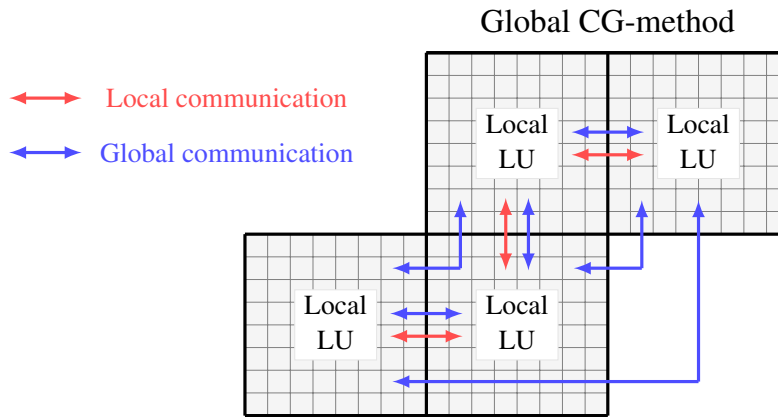 Global CG-method
Local communication
Global communication
Local
LU
Local
LU
Local
LU
Local
LU